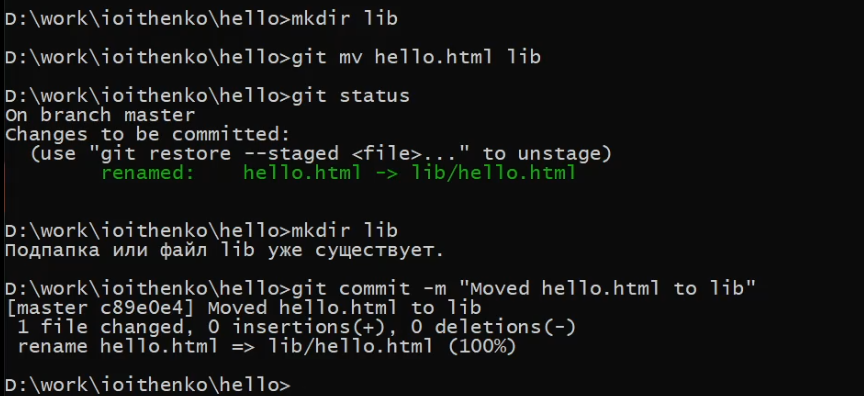 D:\work\ioithenko\hello>mkdir lib
D:\work\ioithenko\hello>git mv hello.html lib
D:\work\ioithenko\hello>git status
On branch master
Changes to be committed:
  (use "git restore --staged <file>..." to unstage)
        renamed:    hello.html -> lib/hello.html
D:\work\ioithenko\hello>mkdir lib
Подпапка или файл lib уже существует.
D:\work\ioithenko\hello>git commit -m "Moved hello.html to lib"
[master c89e0e4] Moved hello.html to lib
 1 file changed, 0 insertions(+), 0 deletions(-)
 rename hello.html => lib/hello.html (100%)
D:\work\ioithenko\hello>